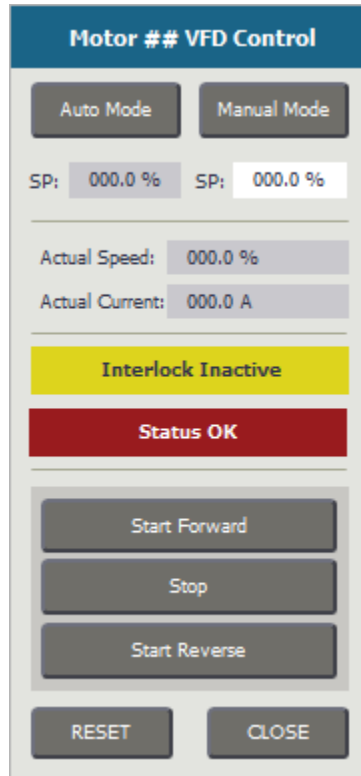 Motor ## VFD Control
Auto Mode Manual Mode
SP: 000.0 % SP: 000.0 %
Actual Speed: 000.0 %
Actual Current: 000.0 A
Interlock Inactive
Status OK
Start Forward
Stop
Start Reverse
RESET CLOSE